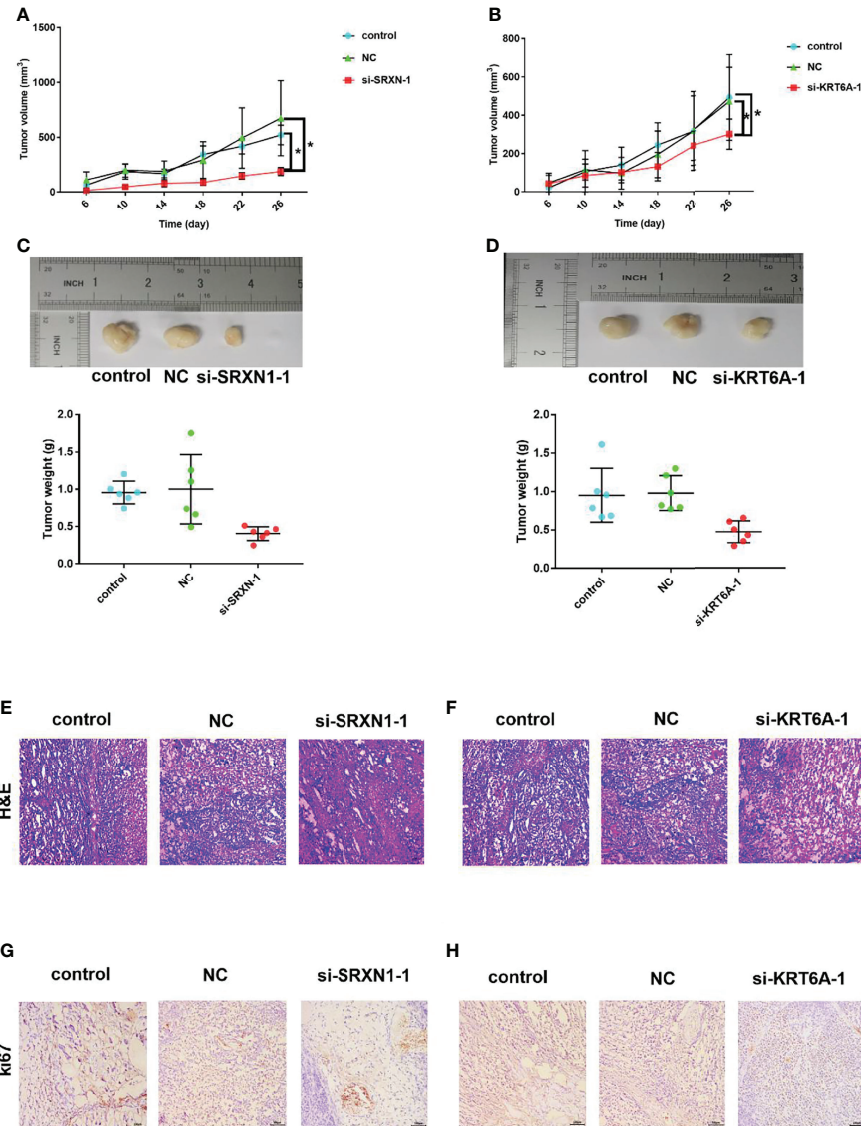 A
1500
1000
500
0
Tumor volume (mm³)
6 10 14 18 22 26
Time (day)
control
NC
si-SRXN-1
*
*
B
800
600
400
200
0
Tumor volume (mm³)
6 10 14 18 22 26
Time (day)
control
NC
si-KRT6A-1
*
*
C
INCH 1 2 3 4 5
INCH
control NC si-SRXN1-1
2.0
1.5
1.0
0.5
0.0
Tumor weight (g)
control NC si-SRXN-1
D
INCH 1 2 3
INCH 1 2
control NC si-KRT6A-1
2.0
1.5
1.0
0.5
0.0
Tumor weight (g)
control NC si-KRT6A-1
E
control NC si-SRXN1-1
H&E
F
control NC si-KRT6A-1
G
control NC si-SRXN1-1
ki67
H
control NC si-KRT6A-1